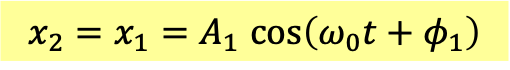 x₂ = x₁ = A₁ cos(ω₀t + ϕ₁)